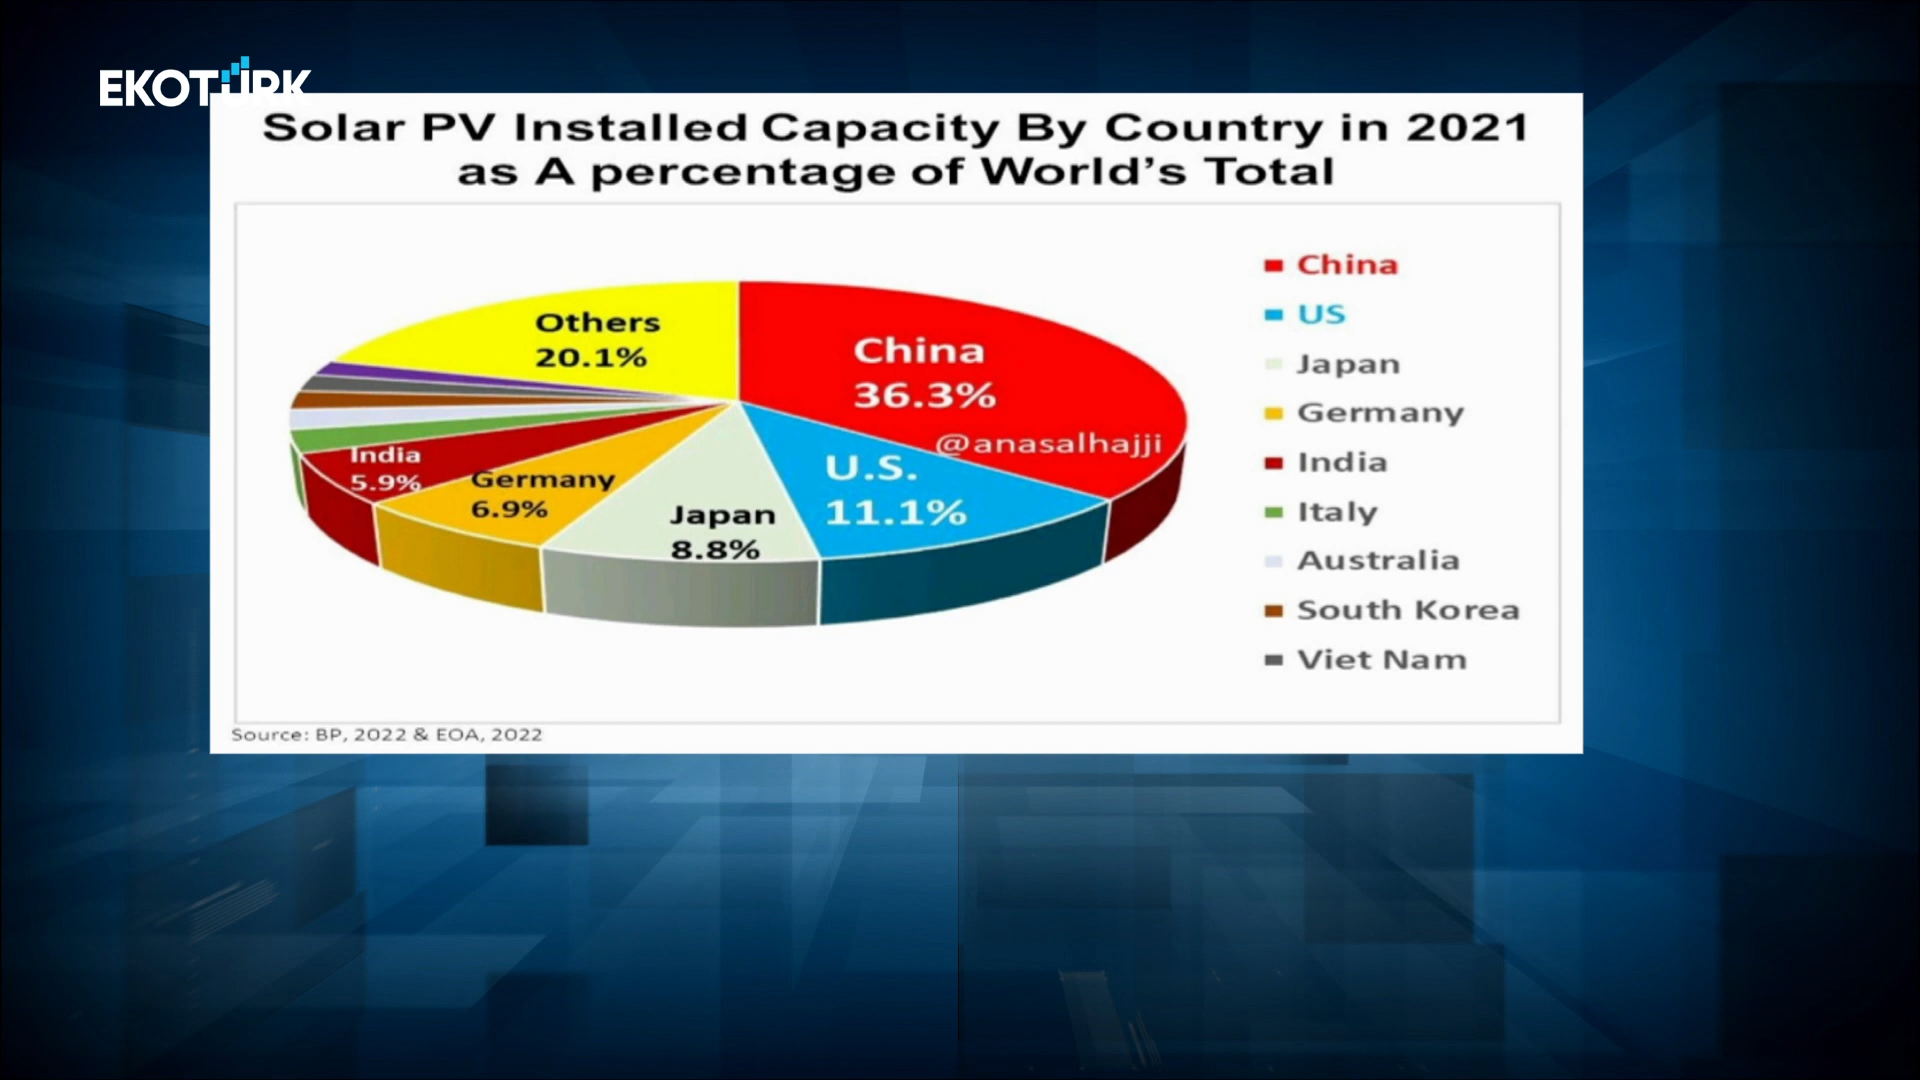 EKOTÜRK
Solar PV Installed Capacity By Country in 2021
as A percentage of World's Total
Others
20.1%
China
36.3%
@anasalhajji
U.S.
11.1%
Japan
8.8%
Germany
6.9%
India
5.9%
China
US
Japan
Germany
India
Italy
Australia
South Korea
Viet Nam
Source: BP, 2022 & EOA, 2022